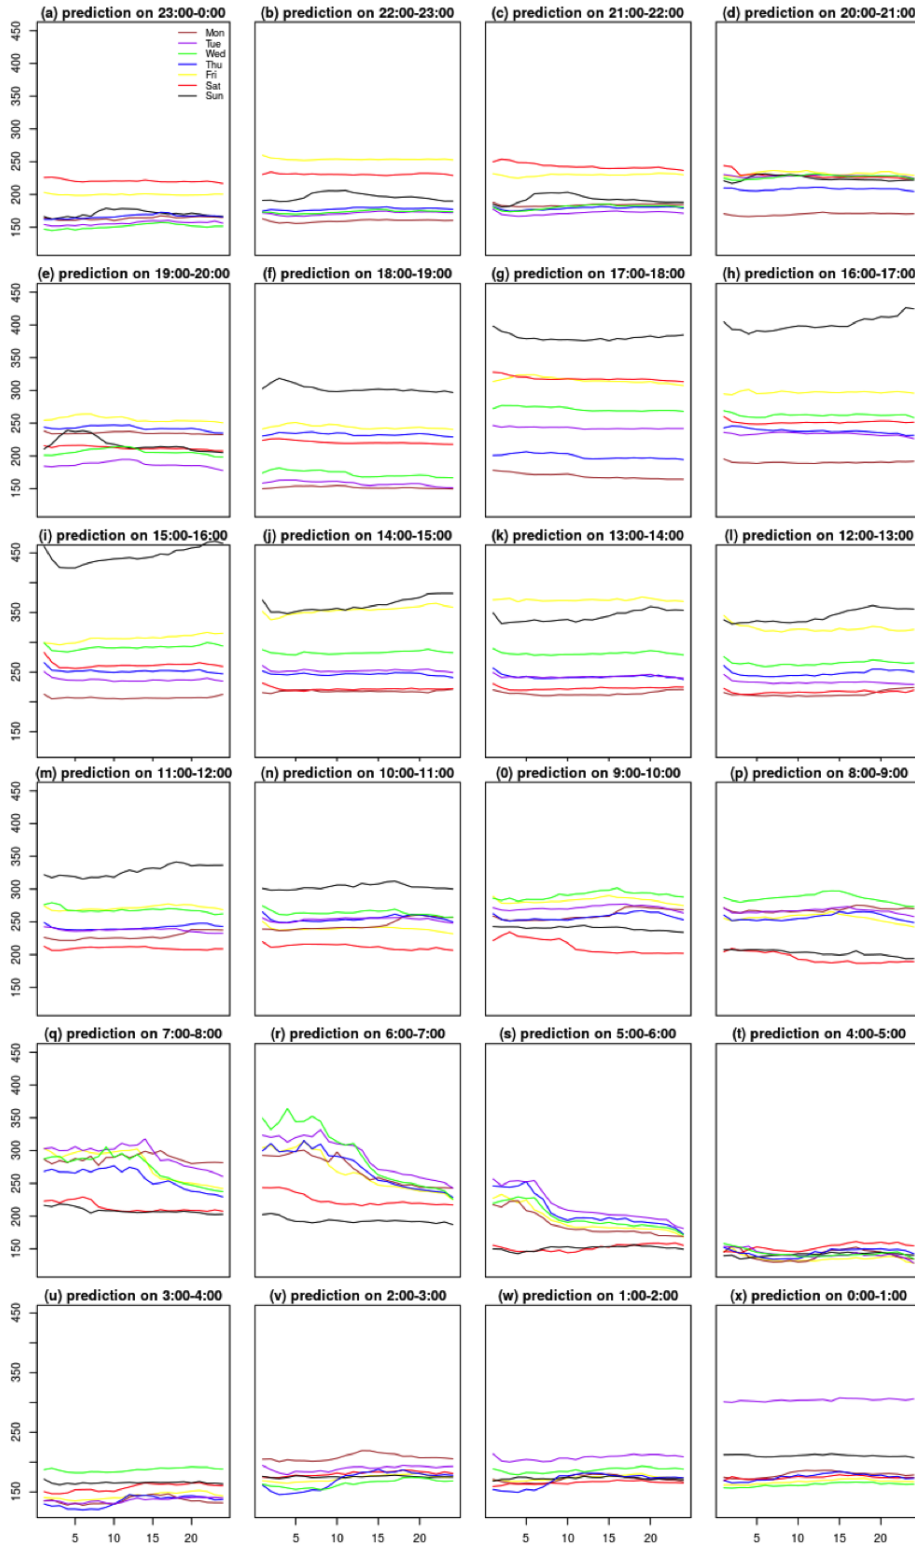 (a) prediction on 23:00-0:00
(b) prediction on 22:00-23:00
(c) prediction on 21:00-22:00
(d) prediction on 20:00-21:00
450
400
350
300
250
200
150
Mon
Tue
Wed
Thu
Fri
Sat
Sun
(e) prediction on 19:00-20:00
(f) prediction on 18:00-19:00
(g) prediction on 17:00-18:00
(h) prediction on 16:00-17:00
450
400
350
300
250
200
150
(i) prediction on 15:00-16:00
(j) prediction on 14:00-15:00
(k) prediction on 13:00-14:00
(l) prediction on 12:00-13:00
450
350
250
150
(m) prediction on 11:00-12:00
(n) prediction on 10:00-11:00
(0) prediction on 9:00-10:00
(p) prediction on 8:00-9:00
450
400
350
300
250
200
150
(q) prediction on 7:00-8:00
(r) prediction on 6:00-7:00
(s) prediction on 5:00-6:00
(t) prediction on 4:00-5:00
450
400
350
300
250
200
150
(u) prediction on 3:00-4:00
(v) prediction on 2:00-3:00
(w) prediction on 1:00-2:00
(x) prediction on 0:00-1:00
450
350
250
150
5 10 15 20
5 10 15 20
5 10 15 20
5 10 15 20